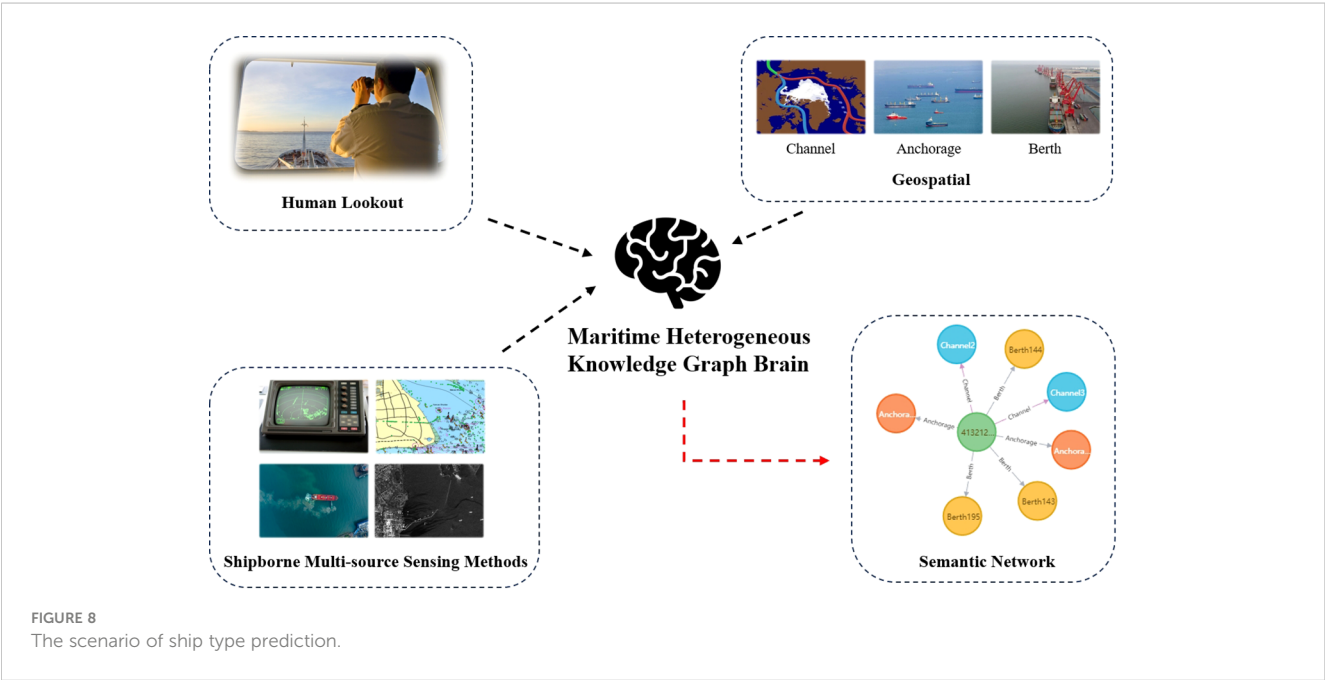 Human Lookout
Channel
Anchorage
Berth
Geospatial
Maritime Heterogeneous
Knowledge Graph Brain
Shipborne Multi-source Sensing Methods
Channel2
Berth144
Channel3
Anchora...
413212...
Anchora...
Berth195
Berth143
Channel
Berth
Channel
Anchorage
Anchorage
Berth
Berth
Semantic Network
FIGURE 8
The scenario of ship type prediction.